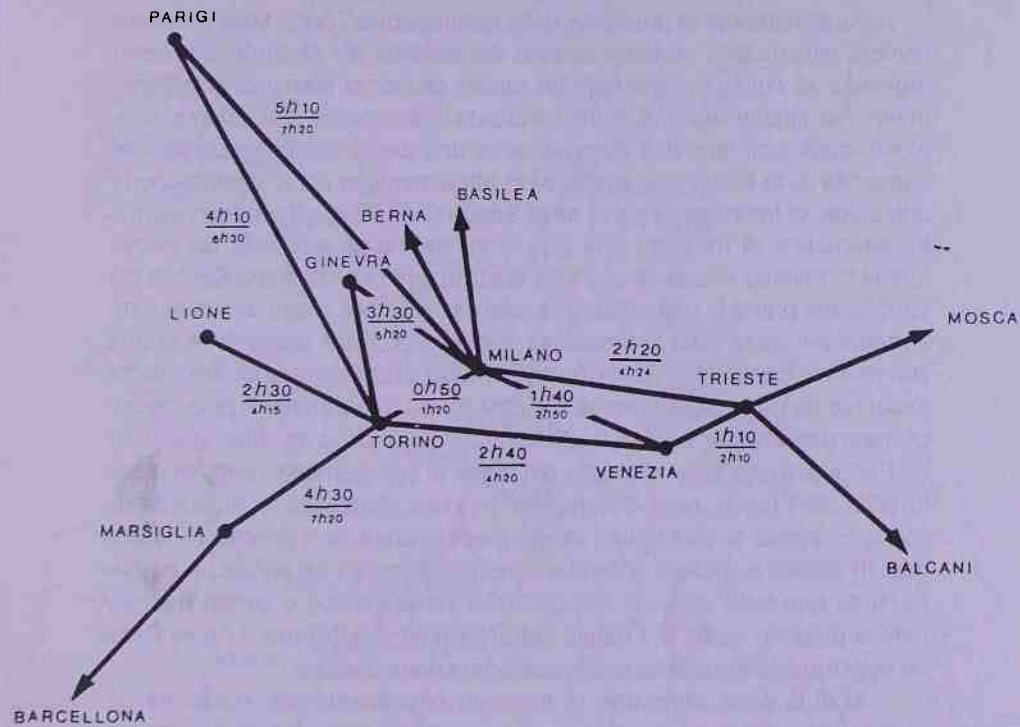 PARIGI
5h10
7h20
BASILEA
BERNA
4h10
6h30
GINEVRA
MOSCA
LIONE
3h30
5h20
MILANO
2h20
4h24
TRIESTE
2h30
4h15
0h50
1h20
1h40
2h50
TORINO
1h10
2h10
2h40
4h20
VENEZIA
4h30
7h20
MARSIGLIA
BALCANI
BARCELLONA